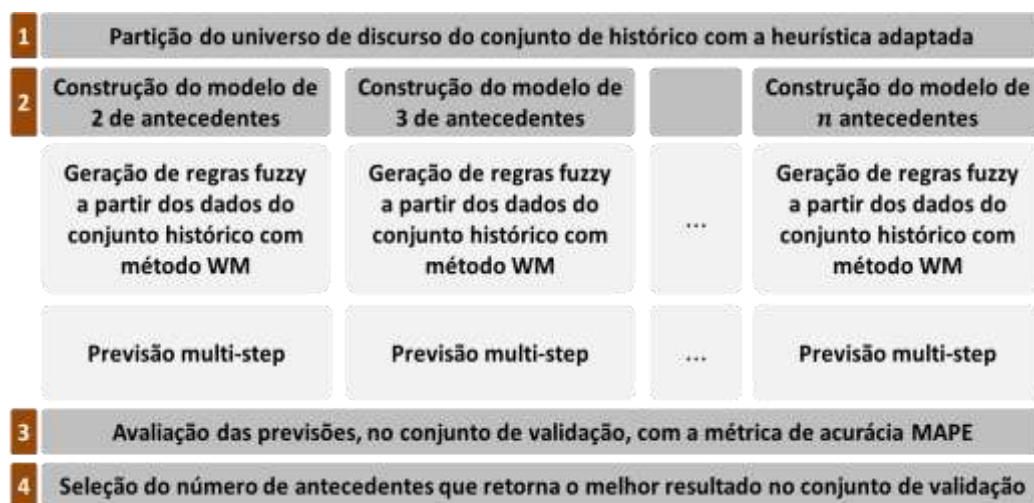 1 Partição do universo de discurso do conjunto de histórico com a heurística adaptada
2
Construção do modelo de
2 de antecedentes
Construção do modelo de
3 de antecedentes
Construção do modelo de
n antecedentes
Geração de regras fuzzy
a partir dos dados do
conjunto histórico com
método WM
Geração de regras fuzzy
a partir dos dados do
conjunto histórico com
método WM
...
Geração de regras fuzzy
a partir dos dados do
conjunto histórico com
método WM
Previsão multi-step
Previsão multi-step
...
Previsão multi-step
3 Avaliação das previsões, no conjunto de validação, com a métrica de acurácia MAPE
4 Seleção do número de antecedentes que retorna o melhor resultado no conjunto de validação